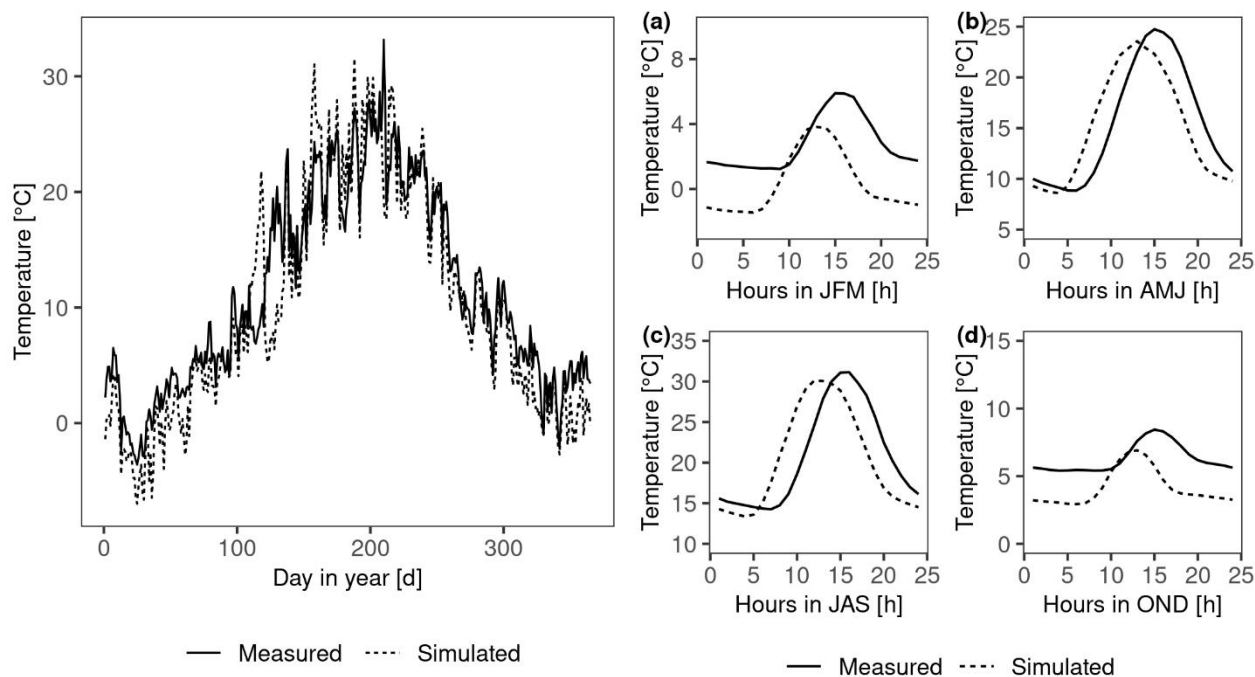 Temperature [°C]
30
20
10
0
0
100
200
300
Day in year [d]
Measured
Simulated
(a)
Temperature [°C]
8
4
0
0
5
10
15
20
25
Hours in JFM [h]
(b)
Temperature [°C]
25
20
15
10
5
0
5
10
15
20
25
Hours in AMJ [h]
(c)
Temperature [°C]
35
30
25
20
15
10
0
5
10
15
20
25
Hours in JAS [h]
(d)
Temperature [°C]
15
10
5
0
0
5
10
15
20
25
Hours in OND [h]
Measured
Simulated